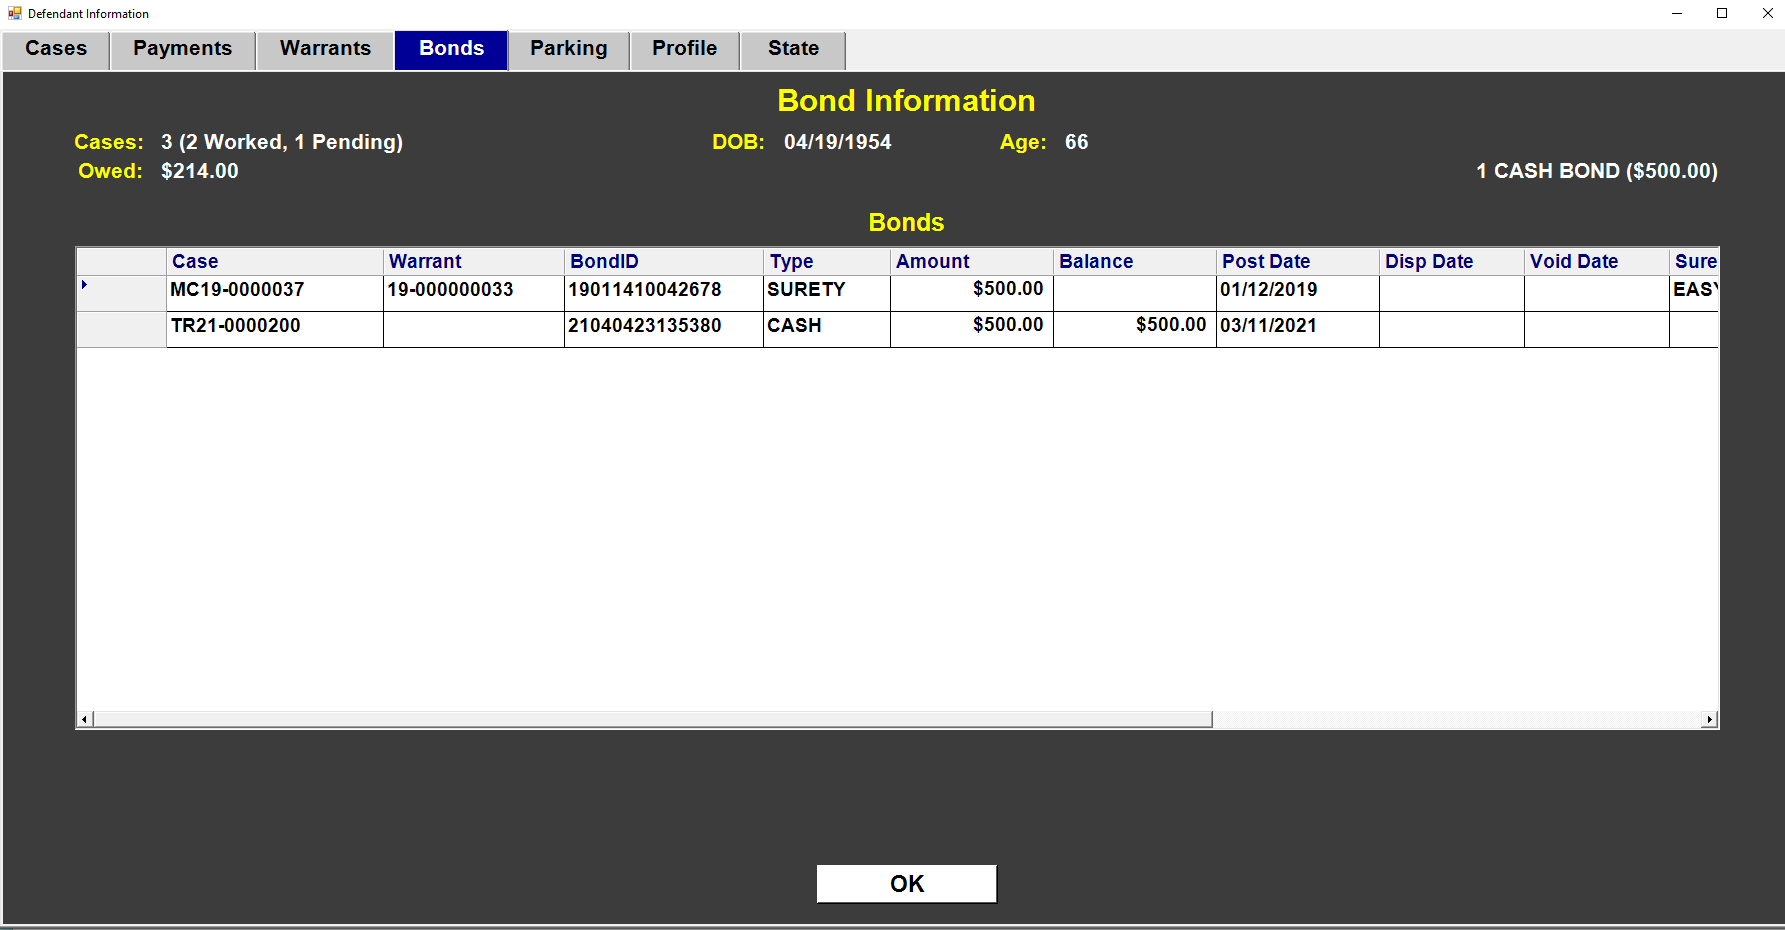 Defendant Information
Cases Payments Warrants Bonds Parking Profile State
Bond Information
Cases: 3 (2 Worked, 1 Pending) DOB: 04/19/1954 Age: 66
Owed: $214.00 1 CASH BOND ($500.00)
Bonds
Case Warrant BondID Type Amount Balance Post Date Disp Date Void Date Sure
MC19-0000037 19-000000033 19011410042678 SURETY $500.00 01/12/2019 EASY
TR21-0000200 21040423135380 CASH $500.00 $500.00 03/11/2021
OK